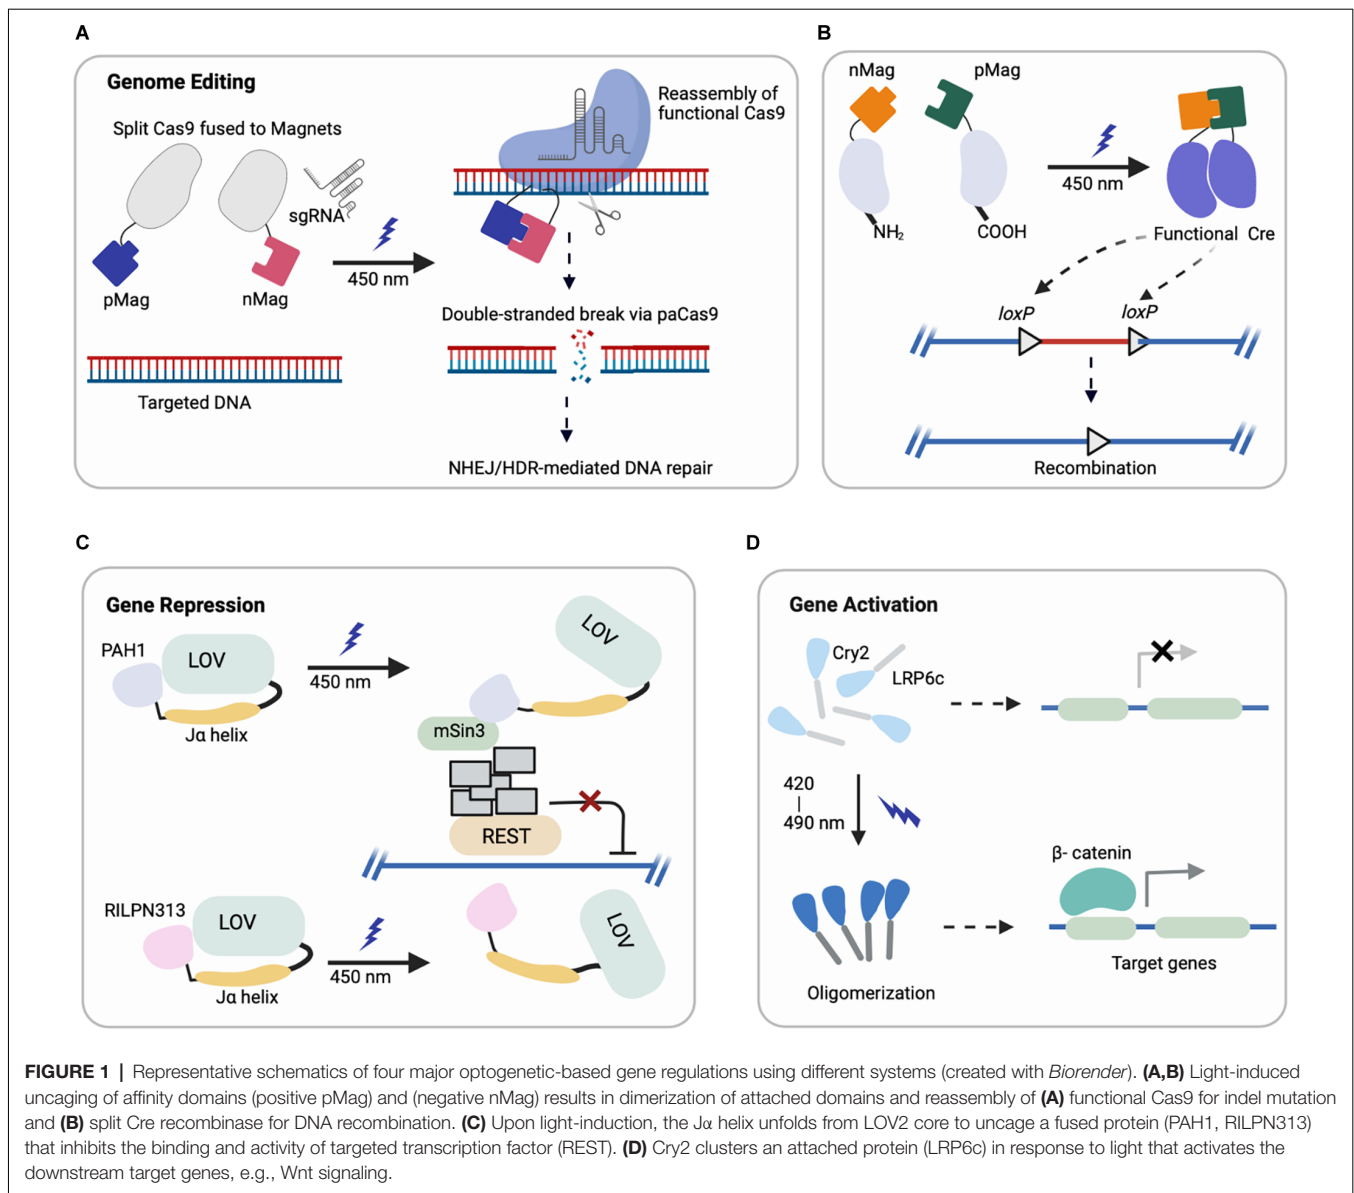 A
Genome Editing
Split Cas9 fused to Magnets
sgRNA
pMag
nMag
450 nm
Targeted DNA
Reassembly of
functional Cas9
Double-stranded break via paCas9
NHEJ/HDR-mediated DNA repair
B
nMag
pMag
NH₂
COOH
450 nm
Functional Cre
loxP
loxP
Recombination
C
Gene Repression
PAH1
LOV
Jα helix
450 nm
LOV
mSin3
REST
RILPN313
LOV
Jα helix
450 nm
LOV
D
Gene Activation
Cry2
LRP6c
420
|
490 nm
Oligomerization
β- catenin
Target genes
FIGURE 1 | Representative schematics of four major optogenetic-based gene regulations using different systems (created with Biorender). (A,B) Light-induced
uncaging of affinity domains (positive pMag) and (negative nMag) results in dimerization of attached domains and reassembly of (A) functional Cas9 for indel mutation
and (B) split Cre recombinase for DNA recombination. (C) Upon light-induction, the Jα helix unfolds from LOV2 core to uncage a fused protein (PAH1, RILPN313)
that inhibits the binding and activity of targeted transcription factor (REST). (D) Cry2 clusters an attached protein (LRP6c) in response to light that activates the
downstream target genes, e.g., Wnt signaling.